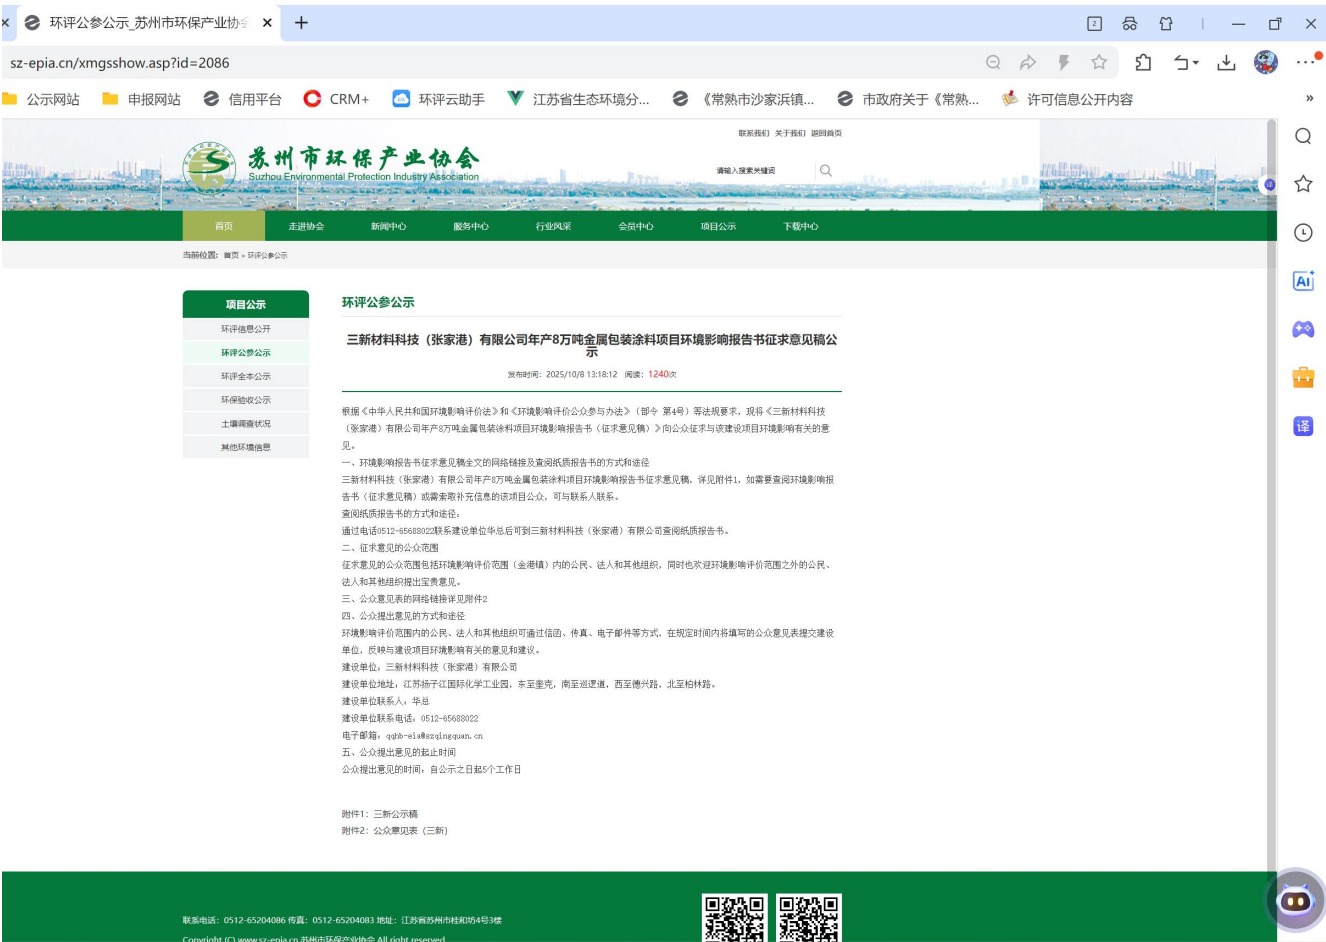 环评公参公示_苏州市环保产业协会
sz-epia.cn/xmgsshow.asp?id=2086
公示网站 申报网站 信用平台 CRM+ 环评云助手 江苏省生态环境分... 《常熟市沙家浜镇... 市政府关于《常熟... 许可信息公开内容 »
联系我们 关于我们 返回首页
苏州市环保产业协会
Suzhou Environmental Protection Industry Association
请输入搜索关键词
首页 走进协会 新闻中心 服务中心 行业风采 会员中心 项目公示 下载中心
当前位置：首页 » 环评公参公示
项目公示
环评信息公开
环评公参公示
环评全本公示
环保验收公示
土壤调查状况
其他环境信息
环评公参公示
三新材料科技（张家港）有限公司年产8万吨金属包装涂料项目环境影响报告书征求意见稿公
示
发布时间：2025/10/8 13:18:12 阅读：1240次
根据《中华人民共和国环境影响评价法》和《环境影响评价公众参与办法》（部令 第4号）等法规要求，现将《三新材料科技
（张家港）有限公司年产8万吨金属包装涂料项目环境影响报告书（征求意见稿）》向公众征求与该建设项目环境影响有关的意
见。
一、环境影响报告书征求意见稿全文的网络链接及查阅纸质报告书的方式和途径
三新材料科技（张家港）有限公司年产8万吨金属包装涂料项目环境影响报告书征求意见稿，详见附件1，如需要查阅环境影响报
告书（征求意见稿）或需索取补充信息的该项目公众，可与联系人联系。
查阅纸质报告书的方式和途径：
通过电话0512-65688022联系建设单位华总后可到三新材料科技（张家港）有限公司查阅纸质报告书。
二、征求意见的公众范围
征求意见的公众范围包括环境影响评价范围（金港镇）内的公民、法人和其他组织，同时也欢迎环境影响评价范围之外的公民、
法人和其他组织提出宝贵意见。
三、公众意见表的网络链接详见附件2
四、公众提出意见的方式和途径
环境影响评价范围内的公民、法人和其他组织可通过信函、传真、电子邮件等方式，在规定时间内将填写的公众意见表提交建设
单位，反映与建设项目环境影响有关的意见和建议。
建设单位：三新材料科技（张家港）有限公司
建设单位地址：江苏扬子江国际化学工业园，东至奎克，南至巡逻道，西至德兴路，北至柏林路。
建设单位联系人：华总
建设单位联系电话：0512-65688022
电子邮箱：qqhb-eia@szqingquan.cn
五、公众提出意见的起止时间
公众提出意见的时间：自公示之日起5个工作日
附件1：三新公示稿
附件2：公众意见表（三新）
联系电话：0512-65204086 传真：0512-65204083 地址：江苏省苏州市桂和坊4号3楼
Copyright (C) www.sz-epia.cn 苏州市环保产业协会 All right reserved